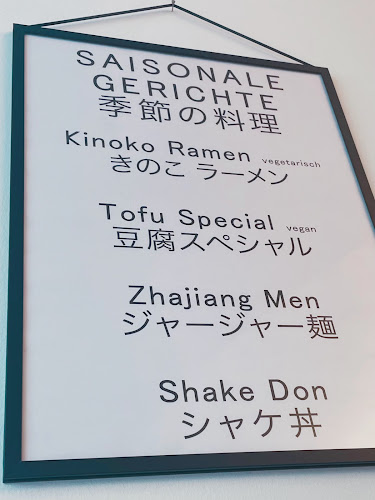 SAISONALE
GERICHTE
季節の料理
Kinoko Ramen vegetarisch
きのこ ラーメン
Tofu Special vegan
豆腐スペシャル
Zhajiang Men
ジャージャー麺
Shake Don
シャケ丼